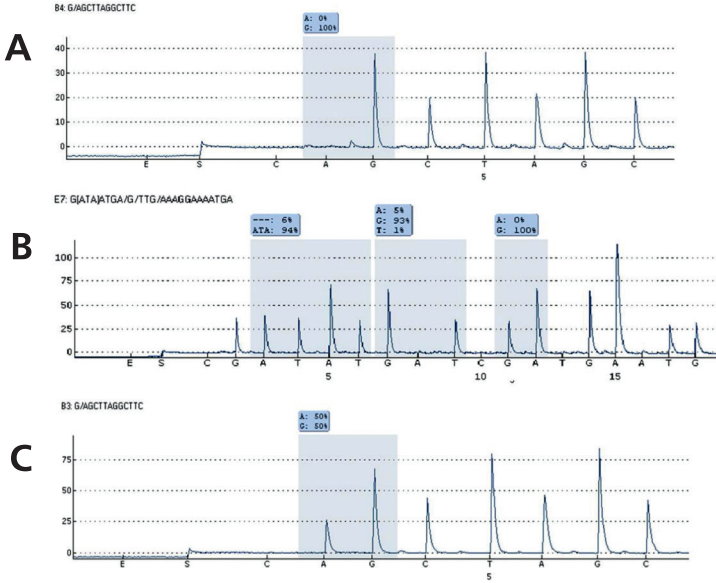 B4: G/AGCTTAGGCTTC
A
A: 0%
G: 100%
40
30
20
10
0
E S C A G C T A G C
5
E7: G[ATA]ATGA/G/TTG/AAAGGAAAATGA
B
---: 6%
ATA: 94%
A: 5%
G: 93%
T: 1%
A: 0%
G: 100%
100
75
50
25
0
E S C G A T A T G A T C G A T G A A T G
5 10 15
B3: G/AGCTTAGGCTTC
C
A: 50%
G: 50%
75
50
25
0
E S C A G C T A G C
5